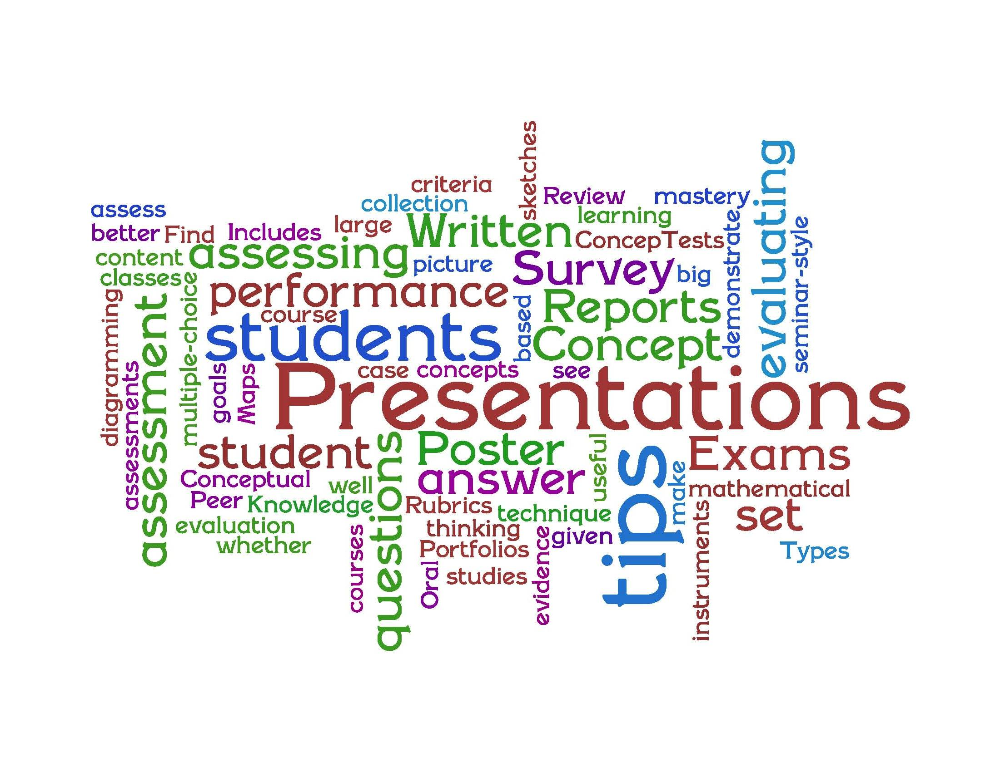 sketches
evaluating
criteria
Review
mastery
collection
assess
learning
large
Written
demonstrate
seminar-style
better
Find
Includes
ConcepTests
assessing
content
picture
Survey
big
classes
multiple-choice
performance
diagramming
assessment
Reports
based
course
students
Concept
assessments
goals
Maps
case
concepts
see
Presentations
student
questions
Poster
useful
tips
Exams
Conceptual
well
answer
make
mathematical
Peer
Knowledge
Rubrics
technique
instruments
set
evaluation
thinking
evidence
given
whether
courses
Portfolios
Types
Oral
studies